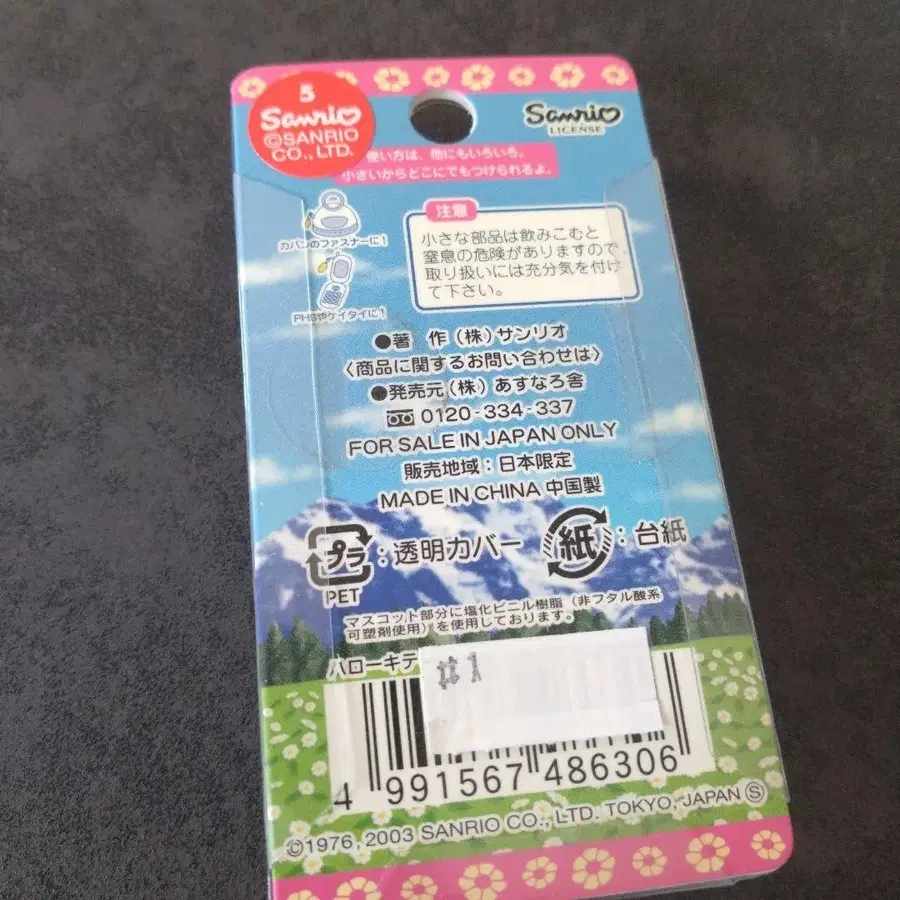 5
Sanrio
©SANRIO
CO., LTD.
Sanrio
LICENSE
使い方は、他にもいろいろ。
小さいからどこにでもつけられるよ。
カバンのファスナーに!
PHSやケイタイに!
注意
小さな部品は飲みこむと
窒息の危険がありますので
取り扱いには充分気を付け
て下さい。
●著 作(株)サンリオ
〈商品に関するお問い合わせは〉
●発売元(株)あすなろ舎
0120-334-337
FOR SALE IN JAPAN ONLY
販売地域:日本限定
MADE IN CHINA 中国製
プラ:透明カバー 紙:台紙
PET
マスコット部分に塩化ビニル樹脂(非フタル酸系
可塑剤使用)を使用しております。
ハローキテ
#1
4 991567 486306
©1976, 2003 SANRIO CO., LTD. TOKYO, JAPAN Ⓢ